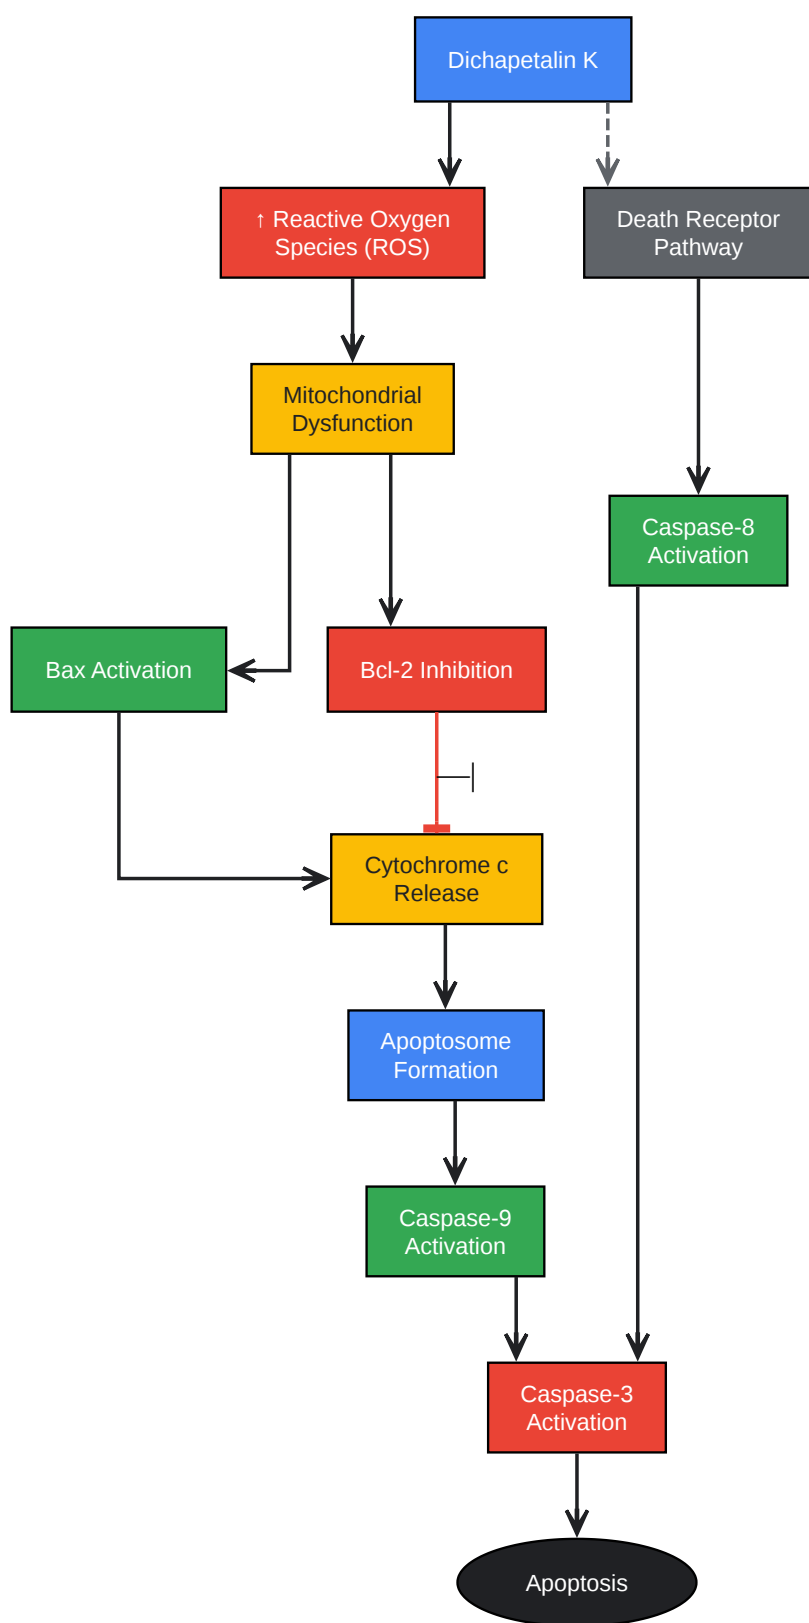 Dichapetalin K
↑ Reactive Oxygen
Species (ROS)
Death Receptor
Pathway
Mitochondrial
Dysfunction
Caspase-8
Activation
Bax Activation
Bcl-2 Inhibition
Cytochrome c
Release
Apoptosome
Formation
Caspase-9
Activation
Caspase-3
Activation
Apoptosis